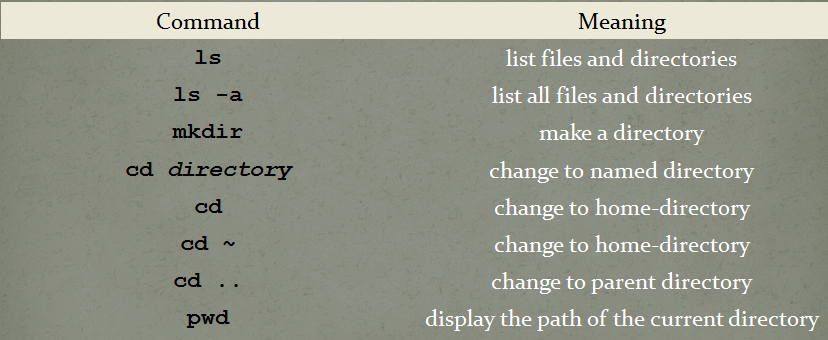 Command Meaning
ls list files and directories
ls -a list all files and directories
mkdir make a directory
cd directory change to named directory
cd change to home-directory
cd ~ change to home-directory
cd .. change to parent directory
pwd display the path of the current directory